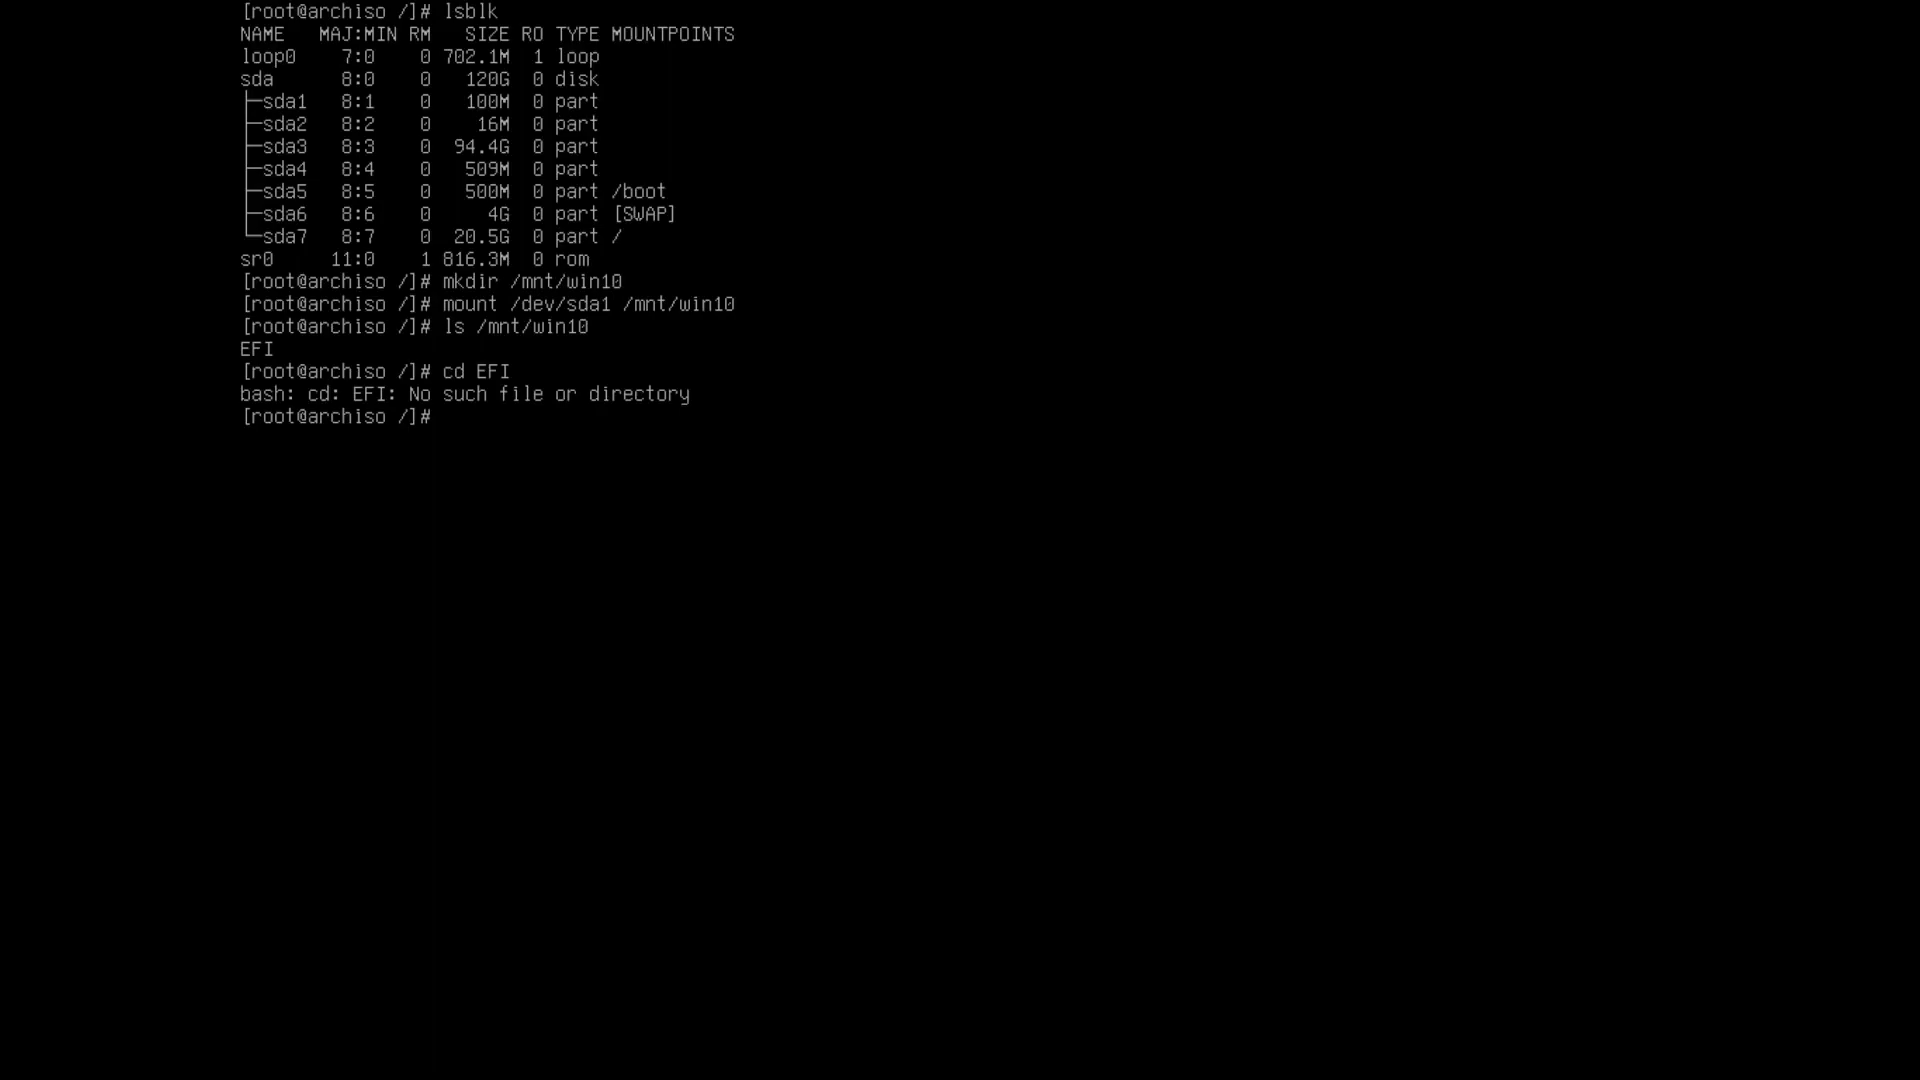 [root@archiso /]# lsblk
NAME   MAJ:MIN RM   SIZE RO TYPE MOUNTPOINTS
loop0    7:0    0 702.1M  1 loop
sda      8:0    0   120G  0 disk
├─sda1   8:1    0   100M  0 part
├─sda2   8:2    0    16M  0 part
├─sda3   8:3    0  94.4G  0 part
├─sda4   8:4    0   509M  0 part
├─sda5   8:5    0   500M  0 part /boot
├─sda6   8:6    0     4G  0 part [SWAP]
└─sda7   8:7    0  20.5G  0 part /
sr0     11:0    1 816.3M  0 rom
[root@archiso /]# mkdir /mnt/win10
[root@archiso /]# mount /dev/sda1 /mnt/win10
[root@archiso /]# ls /mnt/win10
EFI
[root@archiso /]# cd EFI
bash: cd: EFI: No such file or directory
[root@archiso /]#